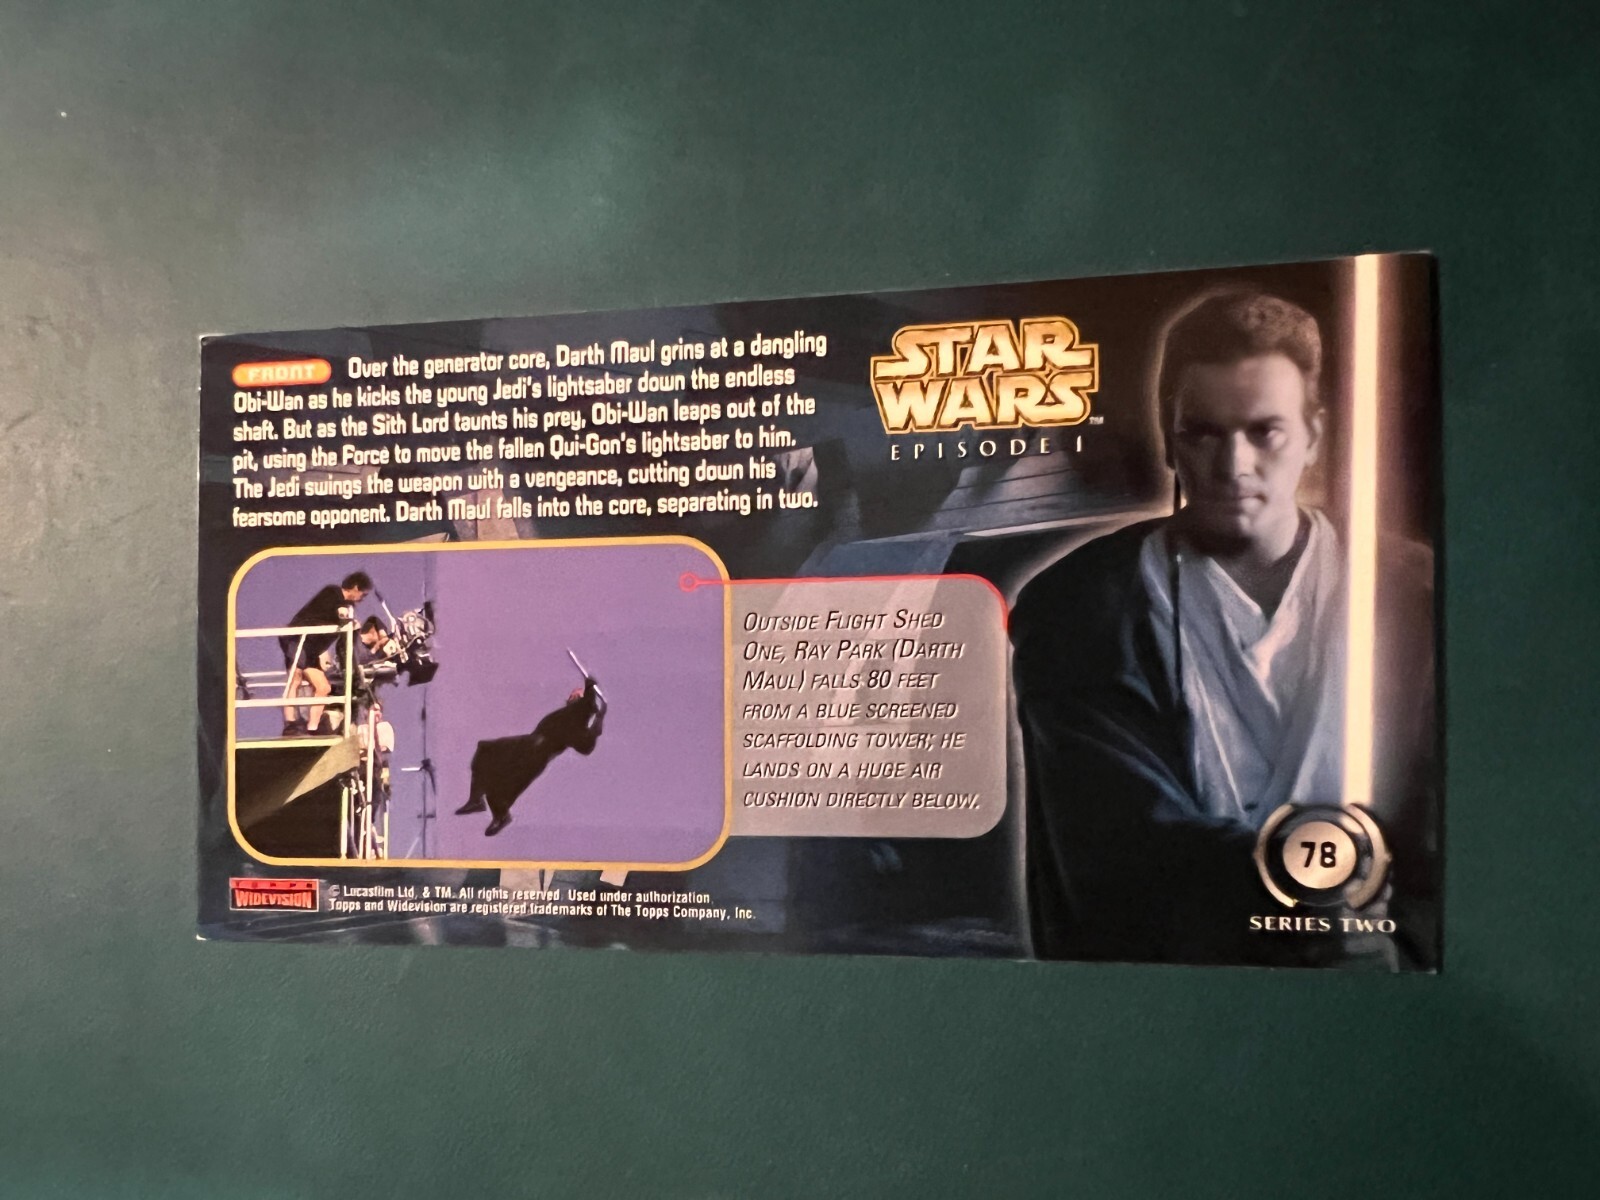 FRONT Over the generator core, Darth Maul grins at a dangling
Obi-Wan as he kicks the young Jedi's lightsaber down the endless
shaft. But as the Sith Lord taunts his prey, Obi-Wan leaps out of the
pit, using the Force to move the fallen Qui-Gon's lightsaber to him.
The Jedi swings the weapon with a vengeance, cutting down his
fearsome opponent. Darth Maul falls into the core, separating in two.
STAR
WARS™
EPISODE I
OUTSIDE FLIGHT SHED
ONE, RAY PARK (DARTH
MAUL) FALLS 80 FEET
FROM A BLUE SCREENED
SCAFFOLDING TOWER; HE
LANDS ON A HUGE AIR
CUSHION DIRECTLY BELOW.
TOPPS
WIDEVISION
© Lucasfilm Ltd. & TM. All rights reserved. Used under authorization.
Topps and Widevision are registered trademarks of The Topps Company, Inc.
78
SERIES TWO